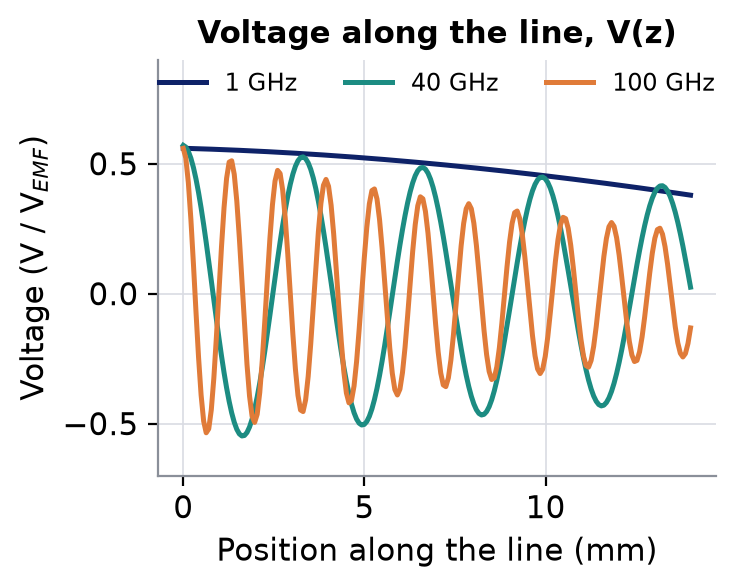 Voltage along the line, V(z)
1 GHz 40 GHz 100 GHz
Voltage (V / V_EMF)
0.5
0.0
−0.5
0 5 10
Position along the line (mm)